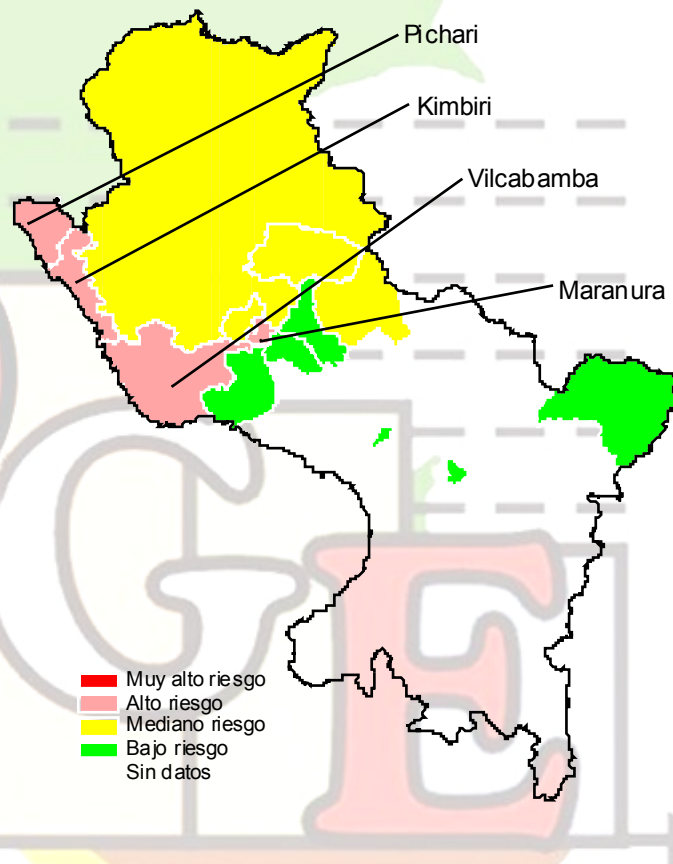 Pichari
Kimbiri
Vilcabamba
Maranura
Muy alto riesgo
Alto riesgo
Mediano riesgo
Bajo riesgo
Sin datos